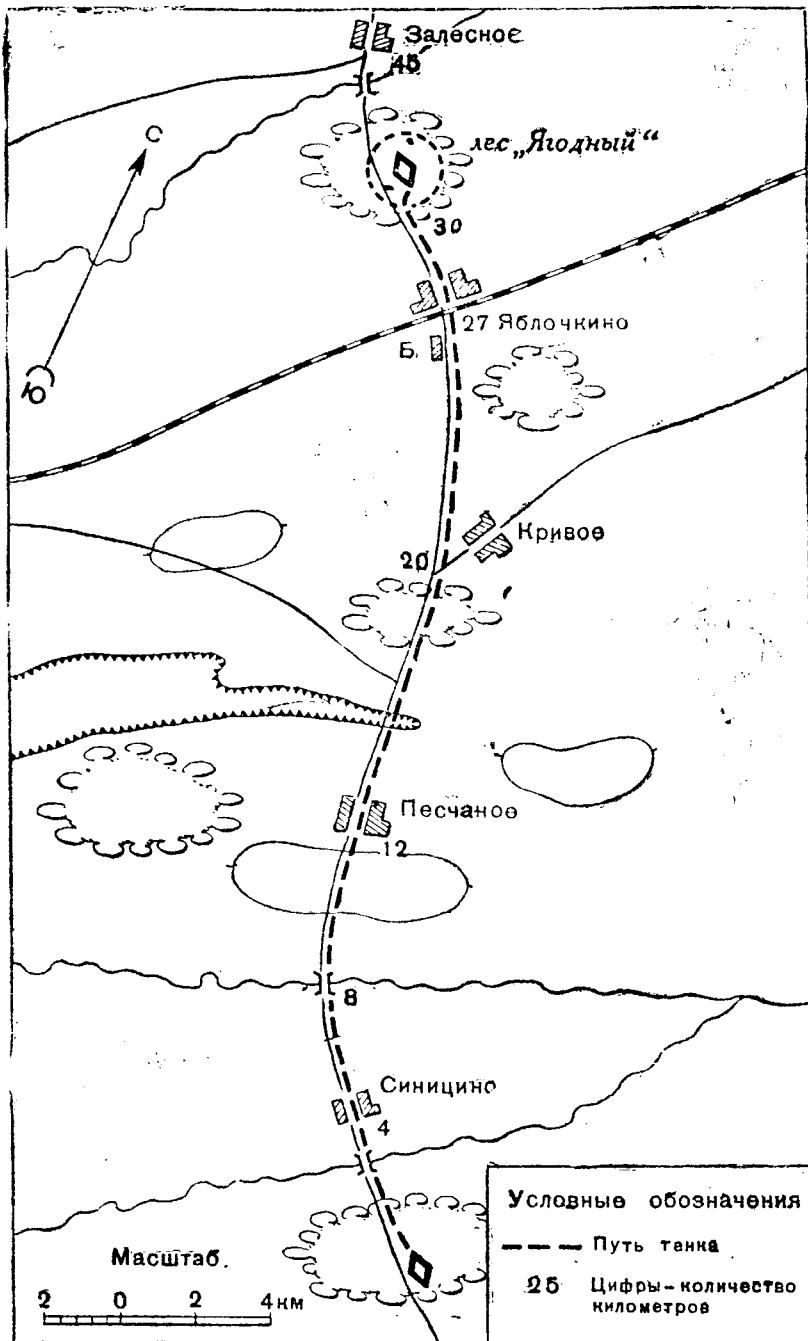 Залесное
45
С
лес „Ягодный“
30
27 Яблочкино
Б.
Ю
Кривое
20
Песчаное
12
8
Синицино
4
Условные обозначения
Путь танка
25 Цифры-количество
километров
Масштаб.
2 0 2 4 км